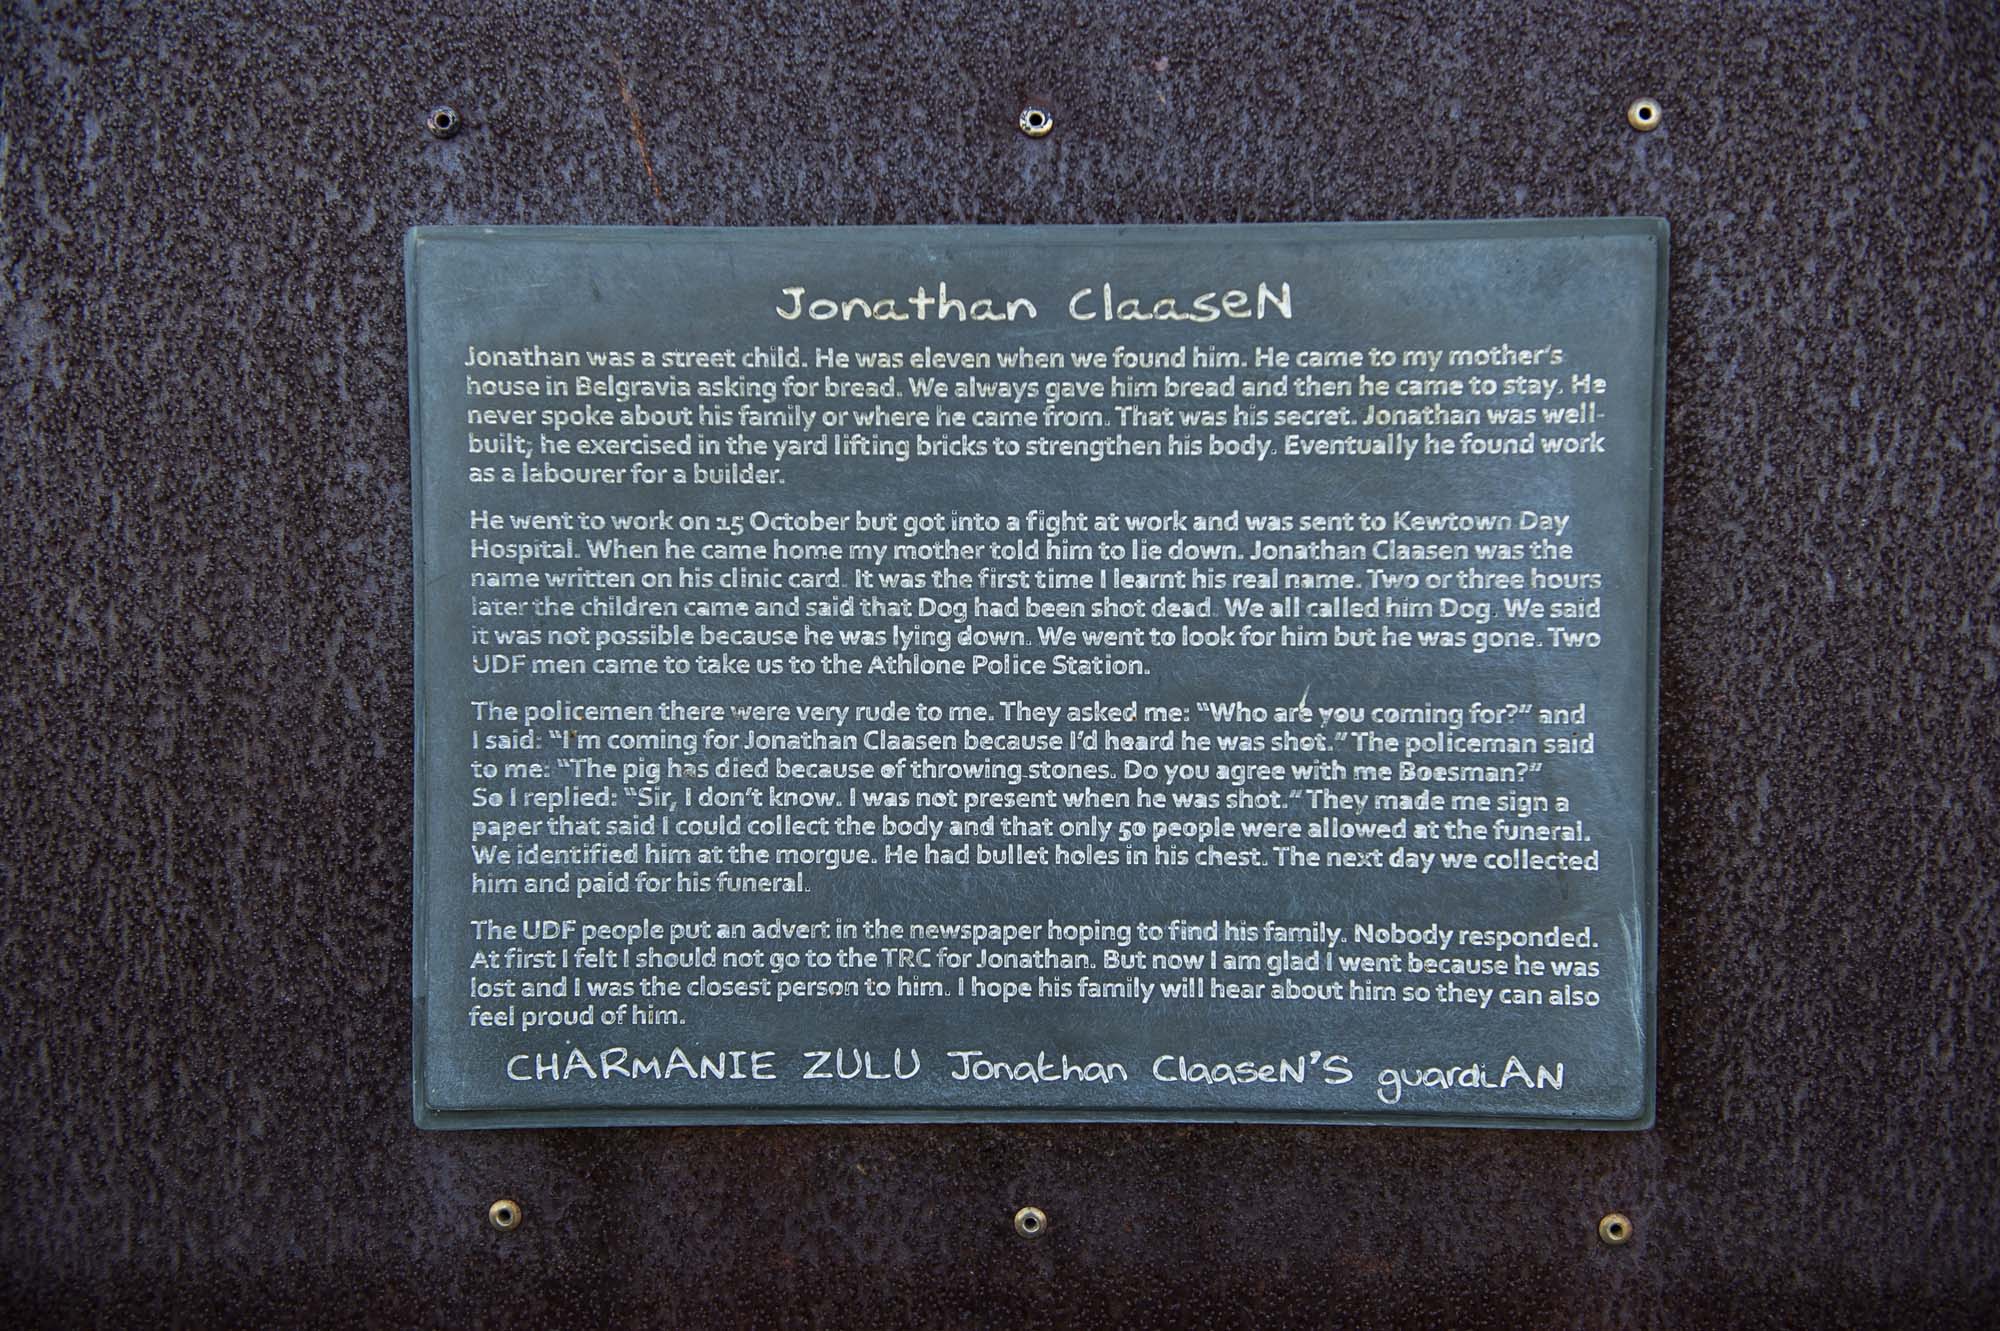 Jonathan ClaaseN
Jonathan was a street child. He was eleven when we found him. He came to my mother's
house in Belgravia asking for bread. We always gave him bread and then he came to stay. He
never spoke about his family or where he came from. That was his secret. Jonathan was well-
built; he exercised in the yard lifting bricks to strengthen his body. Eventually he found work
as a labourer for a builder.
He went to work on 15 October but got into a fight at work and was sent to Kewtown Day
Hospital. When he came home my mother told him to lie down. Jonathan Claasen was the
name written on his clinic card. It was the first time I learnt his real name. Two or three hours
later the children came and said that Dog had been shot dead. We all called him Dog. We said
it was not possible because he was lying down. We went to look for him but he was gone. Two
UDF men came to take us to the Athlone Police Station.
The policemen there were very rude to me. They asked me: “Who are you coming for?” and
I said: “I'm coming for Jonathan Claasen because I'd heard he was shot.” The policeman said
to me: “The pig has died because of throwing stones. Do you agree with me Boesman?”
So I replied: “Sir, I don't know. I was not present when he was shot.” They made me sign a
paper that said I could collect the body and that only 50 people were allowed at the funeral.
We identified him at the morgue. He had bullet holes in his chest. The next day we collected
him and paid for his funeral.
The UDF people put an advert in the newspaper hoping to find his family. Nobody responded.
At first I felt I should not go to the TRC for Jonathan. But now I am glad I went because he was
lost and I was the closest person to him. I hope his family will hear about him so they can also
feel proud of him.
CHARMANIE ZULU Jonathan ClaaseN'S guardiAN